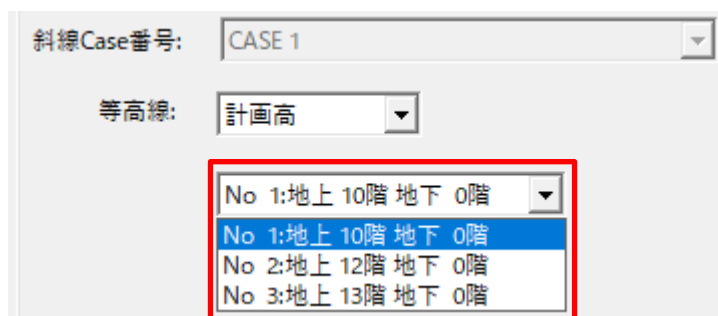 斜線Case番号: CASE 1
等高線: 計画高
No 1:地上 10階 地下 0階
No 1:地上 10階 地下 0階
No 2:地上 12階 地下 0階
No 3:地上 13階 地下 0階